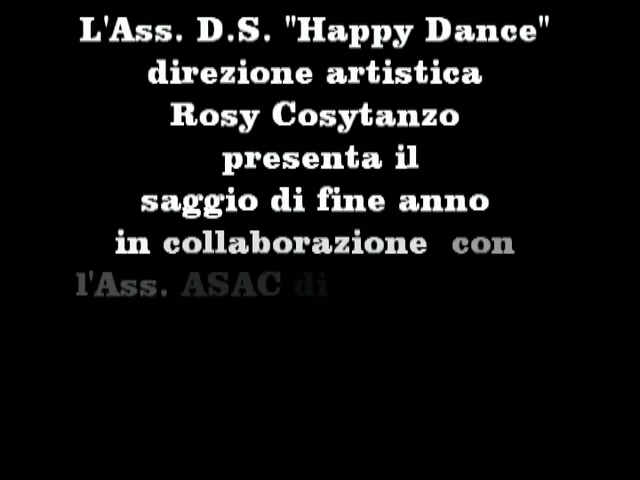 L'Ass. D.S. "Happy Dance"
direzione artistica
Rosy Cosytanzo
presenta il
saggio di fine anno
in collaborazione con
l'Ass. ASAC di